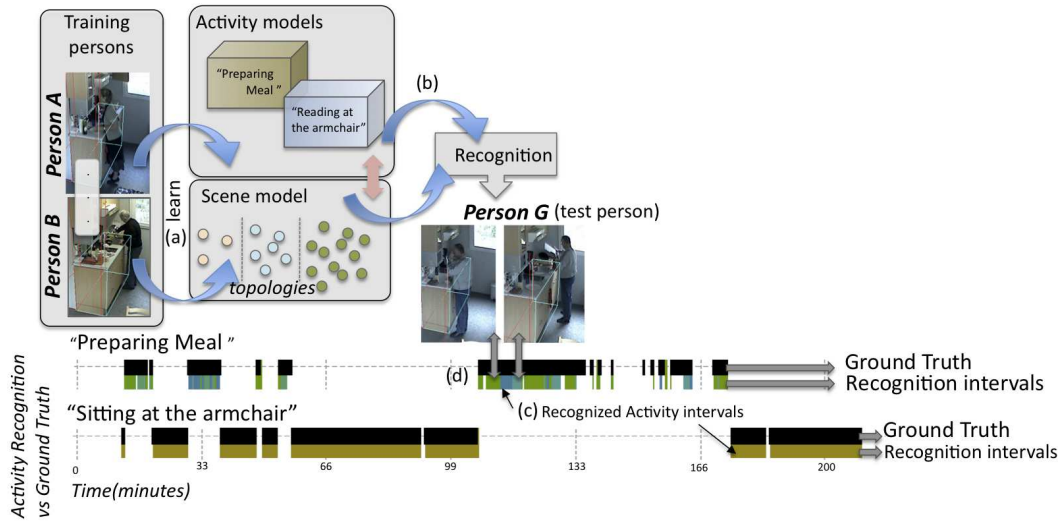 Training
persons
Person A
Person B
Activity models
“Preparing
Meal ”
“Reading at
the armchair”
(b)
learn
(a)
Scene model
topologies
Recognition
Person G (test person)
“Preparing Meal ”
(d)
Ground Truth
Recognition intervals
(c) Recognized Activity intervals
“Sitting at the armchair”
Ground Truth
Recognition intervals
0 33 66 99 133 166 200
Time(minutes)
Activity Recognition
vs Ground Truth